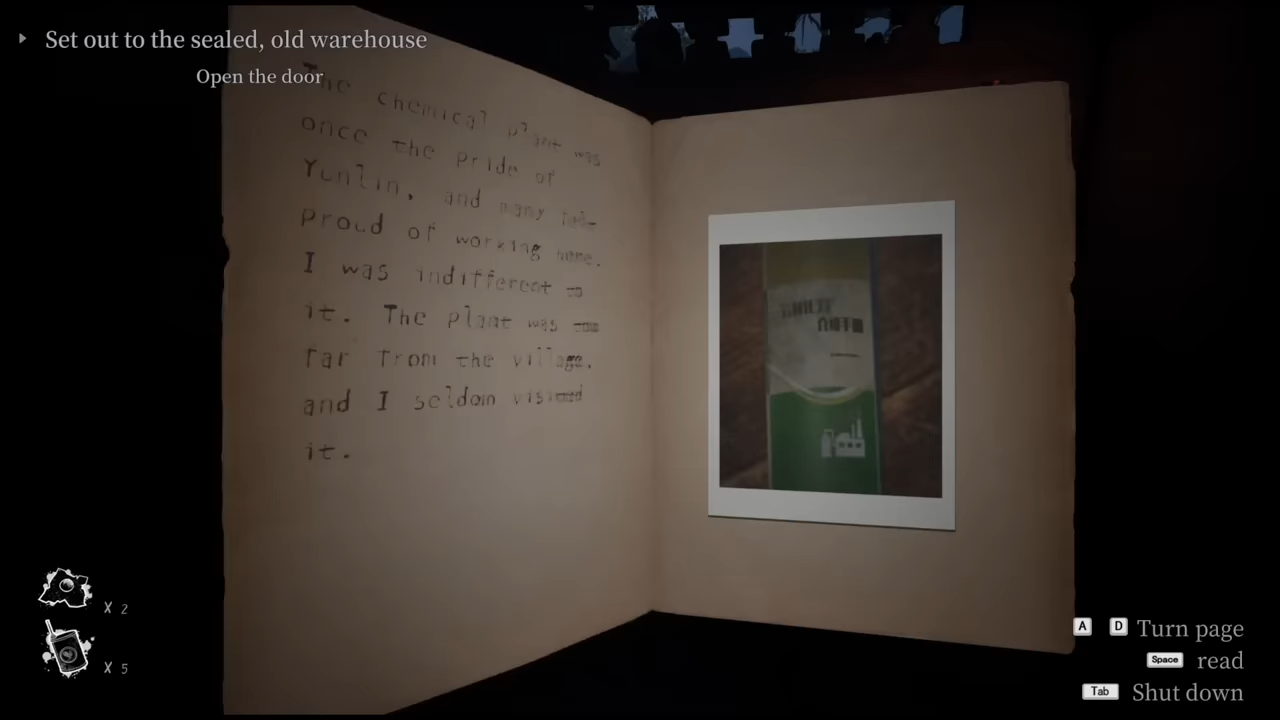 Set out to the sealed, old warehouse
Open the door
The chemical plant was
once the pride of
Yunlin, and many felt
proud of working here.
I was indifferent to
it. The plant was too
far from the village,
and I seldom visited
it.
X 2
X 5
A D Turn page
Space read
Tab Shut down